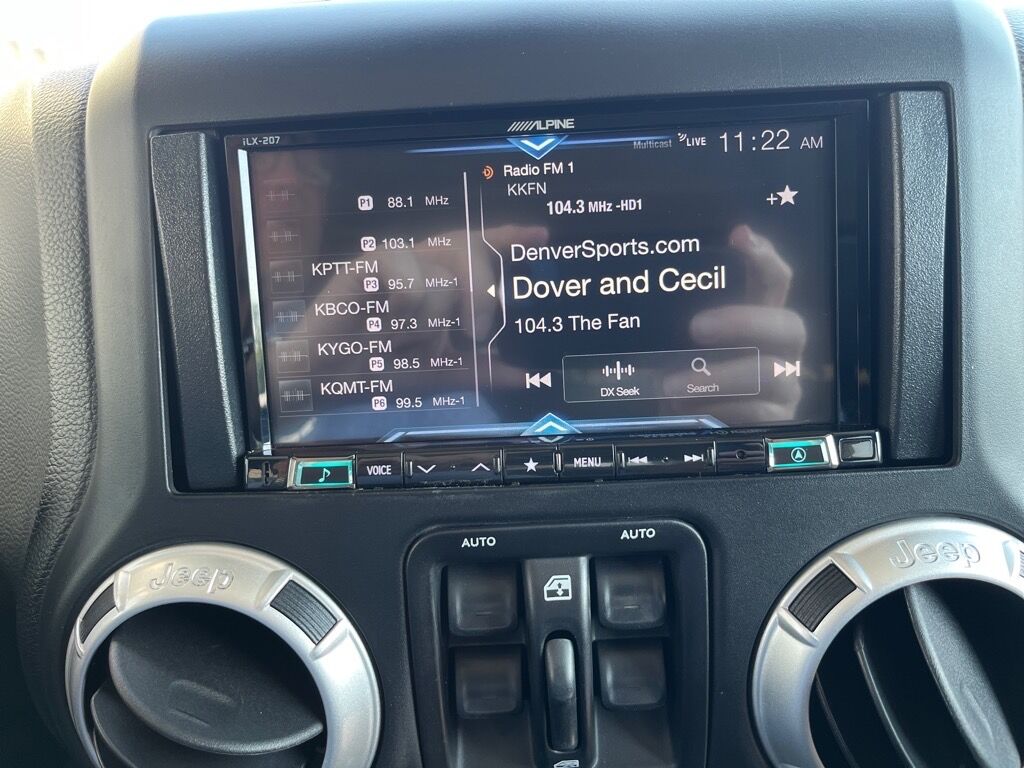 ALPINE
iLX-207
Multicast LIVE 11:22 AM
Radio FM 1
KKFN
104.3 MHz -HD1
P1 88.1 MHz
P2 103.1 MHz
KPTT-FM
P3 95.7 MHz-1
KBCO-FM
P4 97.3 MHz-1
KYGO-FM
P5 98.5 MHz-1
KQMT-FM
P6 99.5 MHz-1
DenverSports.com
Dover and Cecil
104.3 The Fan
DX Seek
Search
VOICE
MENU
AUTO AUTO
Jeep
Jeep